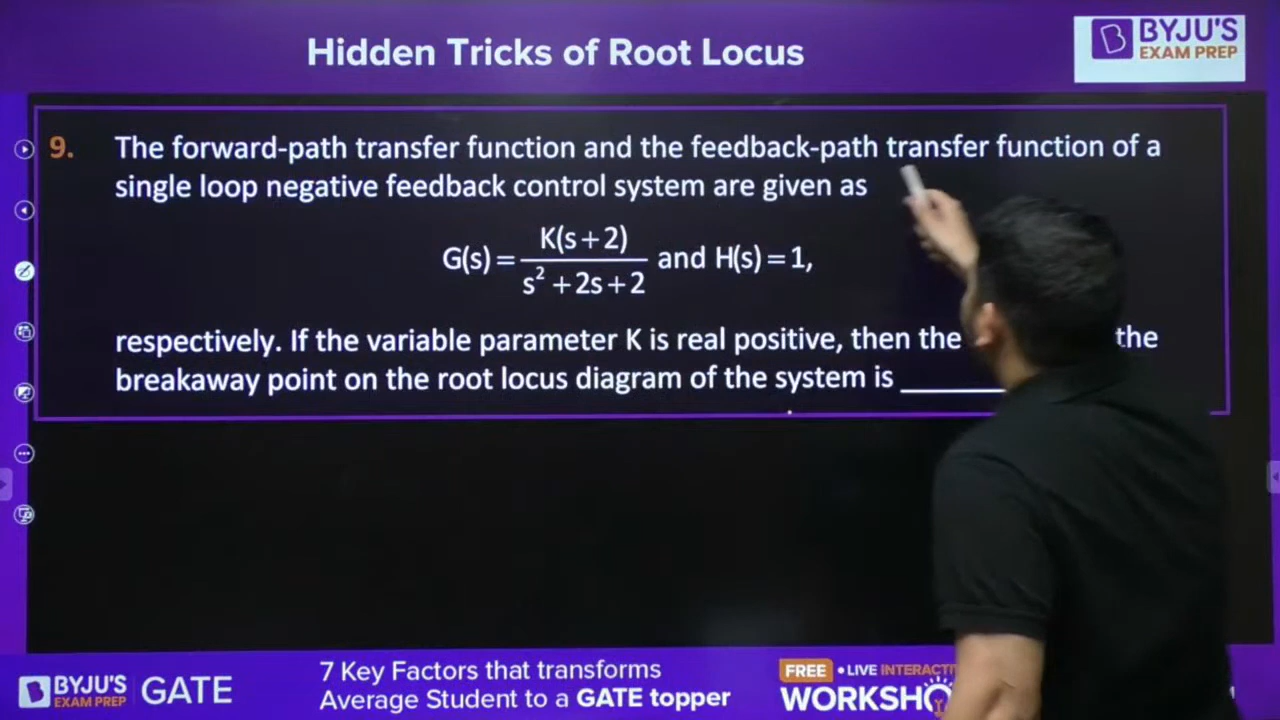 Hidden Tricks of Root Locus
BYJU'S
EXAM PREP
9. The forward-path transfer function and the feedback-path transfer function of a
single loop negative feedback control system are given as
G(s) = K(s+2) / s² + 2s + 2 and H(s) = 1,
respectively. If the variable parameter K is real positive, then the the
breakaway point on the root locus diagram of the system is ______
BYJU'S
EXAM PREP
GATE
7 Key Factors that transforms
Average Student to a GATE topper
FREE • LIVE